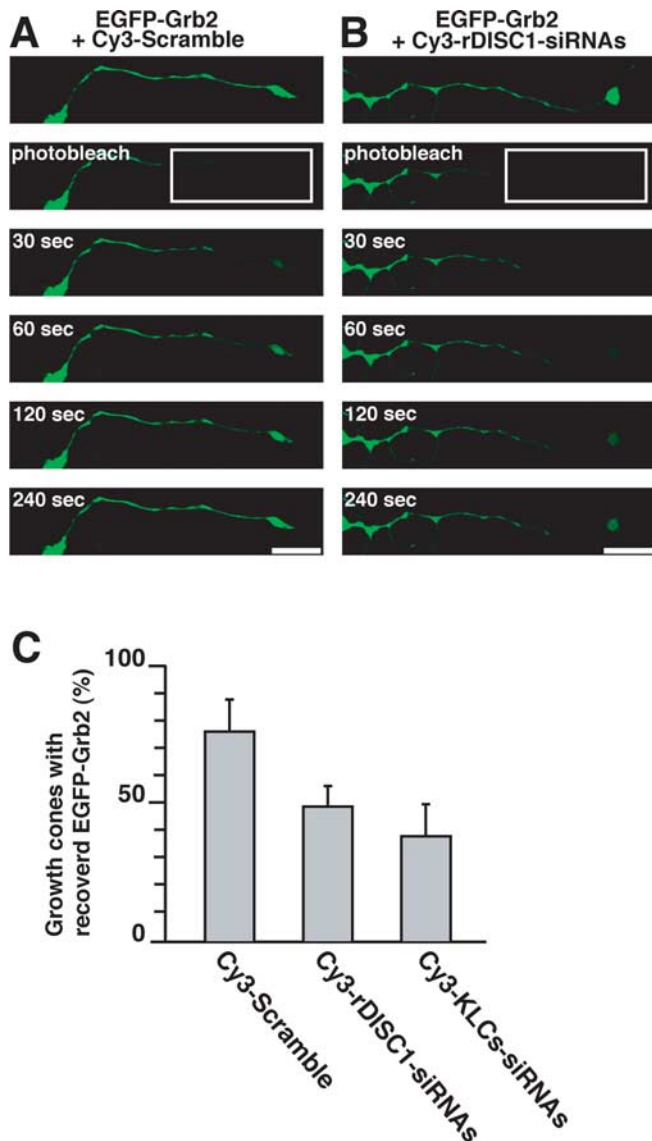 A
EGFP-Grb2
+ Cy3-Scramble
B
EGFP-Grb2
+ Cy3-rDISC1-siRNAs
photobleach
photobleach
30 sec
30 sec
60 sec
60 sec
120 sec
120 sec
240 sec
240 sec
C
Growth cones with
recoverd EGFP-Grb2 (%)
100
50
0
Cy3-Scramble
Cy3-rDISC1-siRNAs
Cy3-KLCs-siRNAs